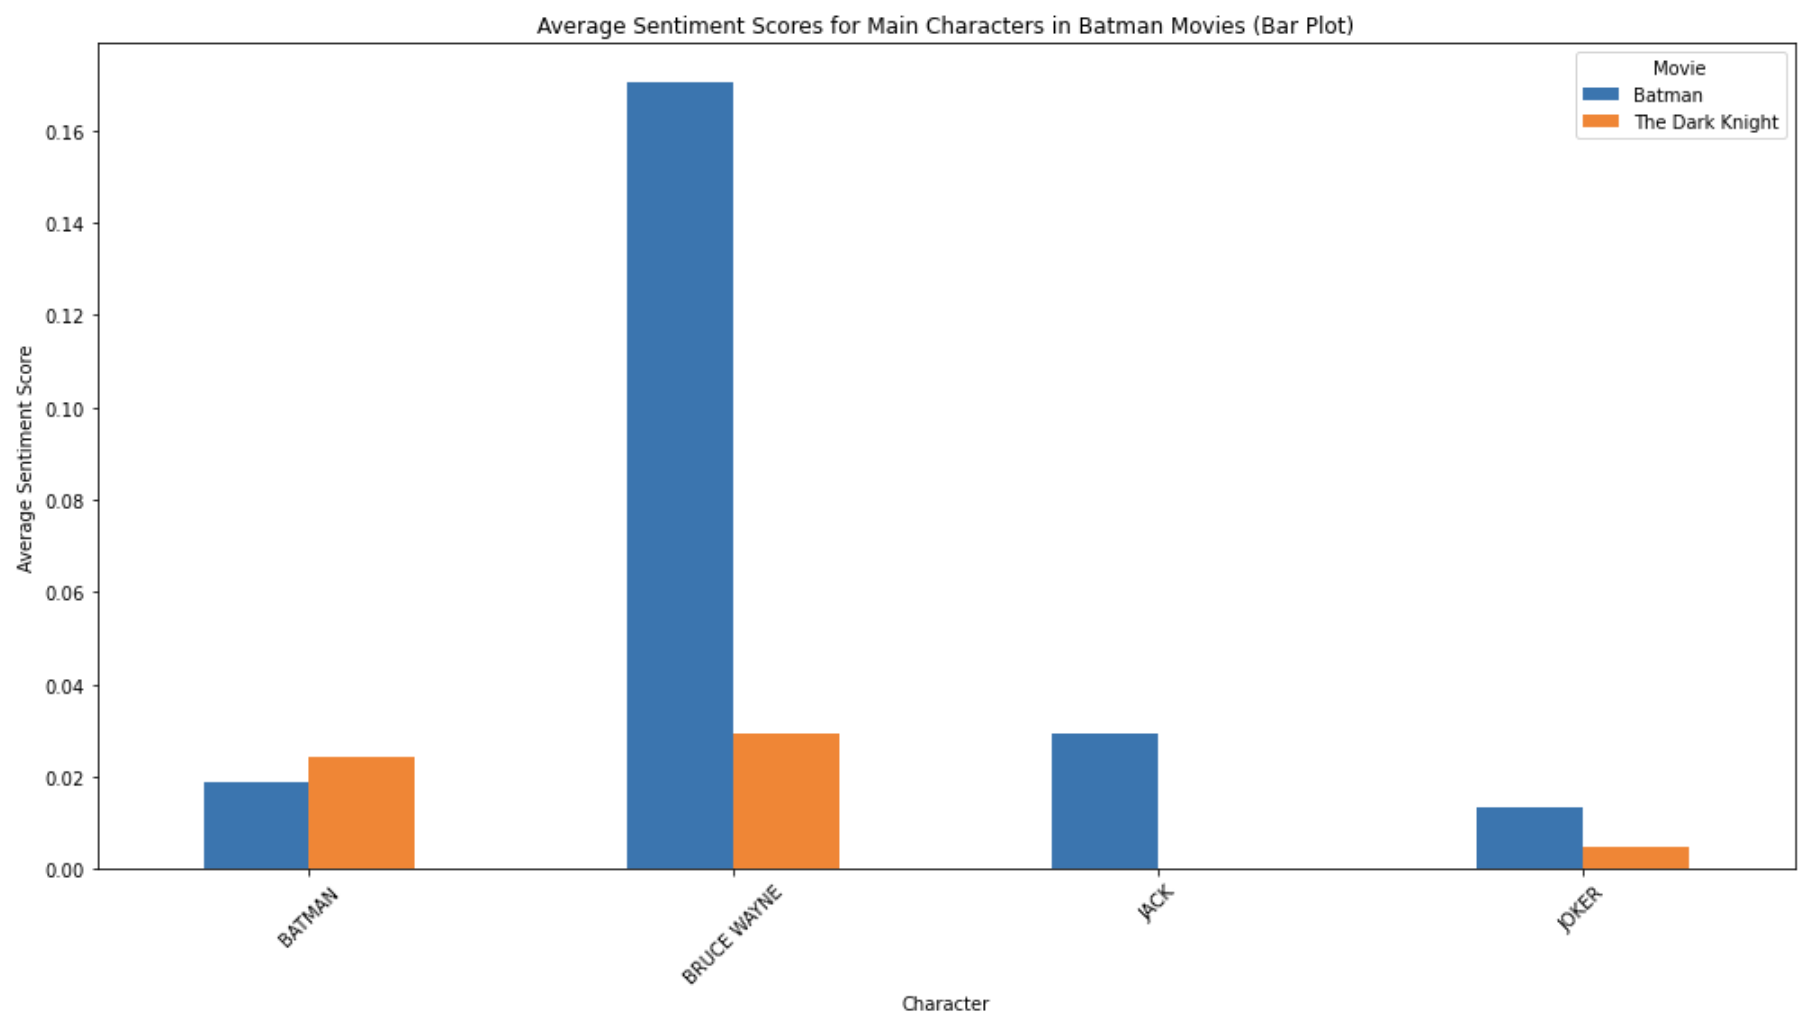 Average Sentiment Scores for Main Characters in Batman Movies (Bar Plot)
Movie
Batman
The Dark Knight
Average Sentiment Score
0.16
0.14
0.12
0.10
0.08
0.06
0.04
0.02
0.00
BATMAN
BRUCE WAYNE
JACK
JOKER
Character